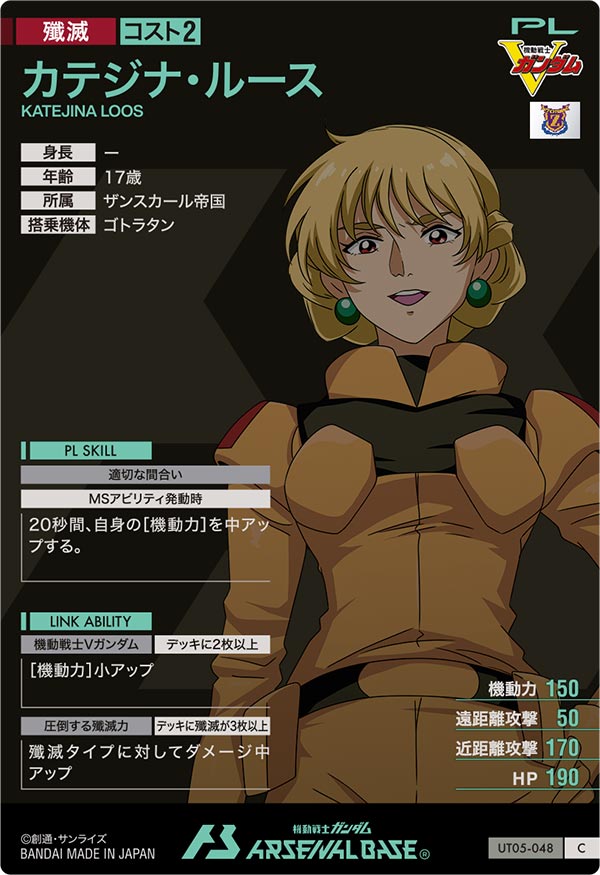 殲滅 コスト2
PL
機動戦士
V
ガンダム
カテジナ・ルース
KATEJINA LOOS
Z
身長 ー
年齢 17歳
所属 ザンスカール帝国
搭乗機体 ゴトラタン
PL SKILL
適切な間合い
MSアビリティ発動時
20秒間、自身の[機動力]を中アッ
プする。
LINK ABILITY
機動戦士Vガンダム デッキに2枚以上
[機動力]小アップ
圧倒する殲滅力 デッキに殲滅が3枚以上
殲滅タイプに対してダメージ中
アップ
機動力 150
遠距離攻撃 50
近距離攻撃 170
HP 190
©創通・サンライズ
BANDAI MADE IN JAPAN
機動戦士ガンダム
AB ARSENAL BASE®
UT05-048 C